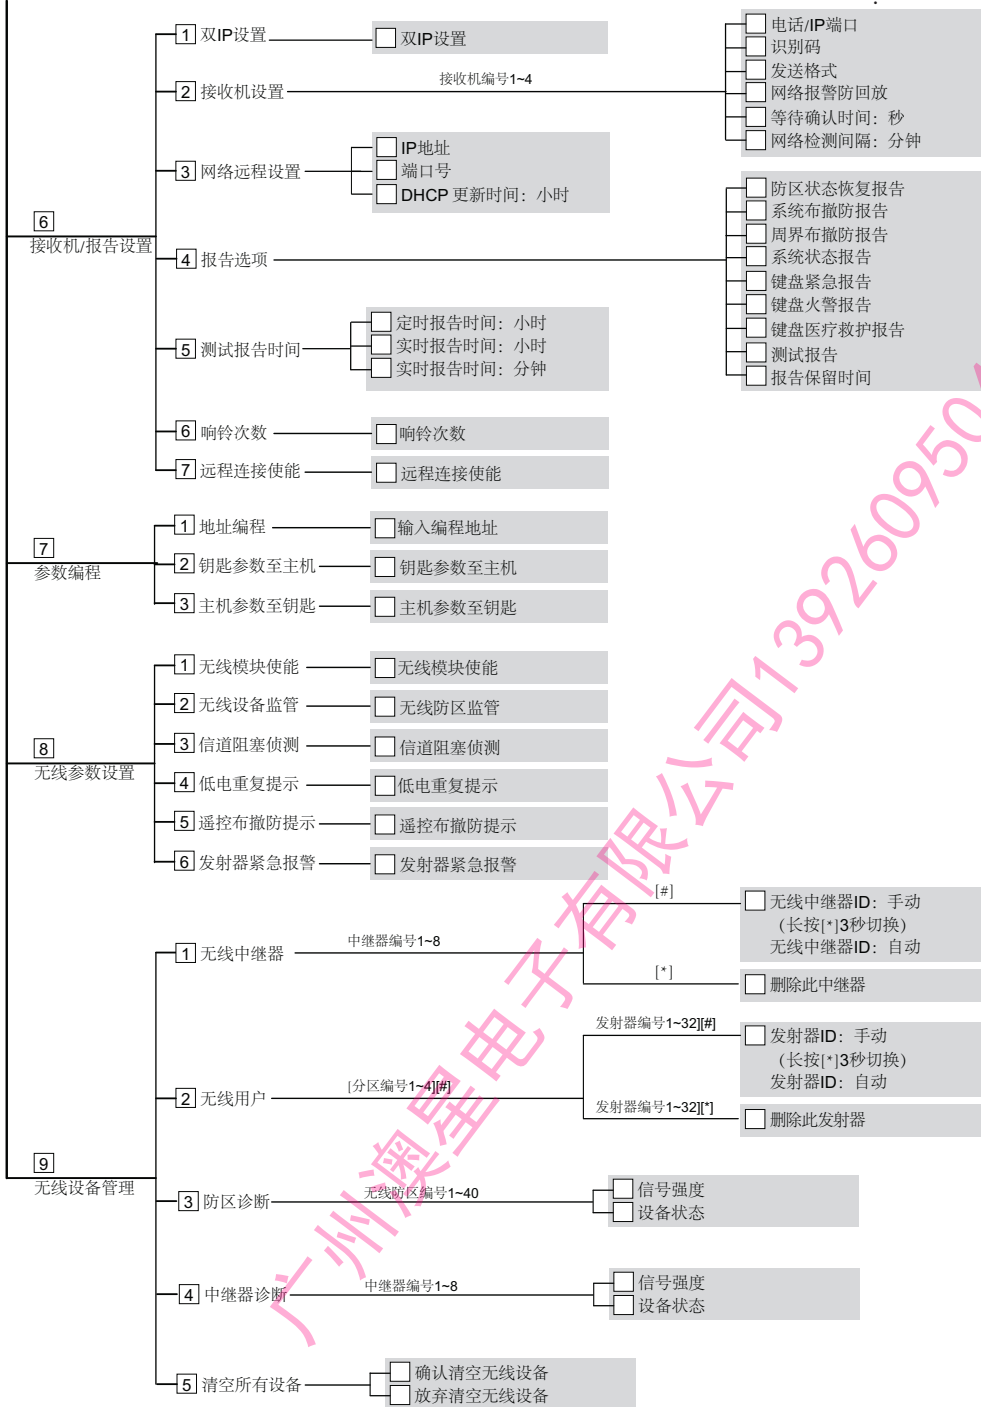 1 双IP设置
双IP设置
2 接收机设置
接收机编号1~4
电话/IP端口
识别码
发送格式
网络报警防回放
等待确认时间：秒
网络检测间隔：分钟
3 网络远程设置
IP地址
端口号
DHCP 更新时间：小时
6
接收机/报告设置
4 报告选项
防区状态恢复报告
系统布撤防报告
周界布撤防报告
系统状态报告
键盘紧急报告
键盘火警报告
键盘医疗救护报告
测试报告
报告保留时间
5 测试报告时间
定时报告时间：小时
实时报告时间：小时
实时报告时间：分钟
6 响铃次数
响铃次数
7 远程连接使能
远程连接使能
7
参数编程
1 地址编程
输入编程地址
2 钥匙参数至主机
钥匙参数至主机
3 主机参数至钥匙
主机参数至钥匙
8
无线参数设置
1 无线模块使能
无线模块使能
2 无线设备监管
无线防区监管
3 信道阻塞侦测
信道阻塞侦测
4 低电重复提示
低电重复提示
5 遥控布撤防提示
遥控布撤防提示
6 发射器紧急报警
发射器紧急报警
9
无线设备管理
1 无线中继器
中继器编号1~8
[#]
无线中继器ID：手动
（长按[*]3秒切换）
无线中继器ID：自动
[*]
删除此中继器
2 无线用户
[分区编号1~4][#]
发射器编号1~32][#]
发射器ID：手动
（长按[*]3秒切换）
发射器ID：自动
发射器编号1~32][*]
删除此发射器
3 防区诊断
无线防区编号1~40
信号强度
设备状态
4 中继器诊断
中继器编号1~8
信号强度
设备状态
5 清空所有设备
确认清空无线设备
放弃清空无线设备
广州澳星电子有限公司1392609504